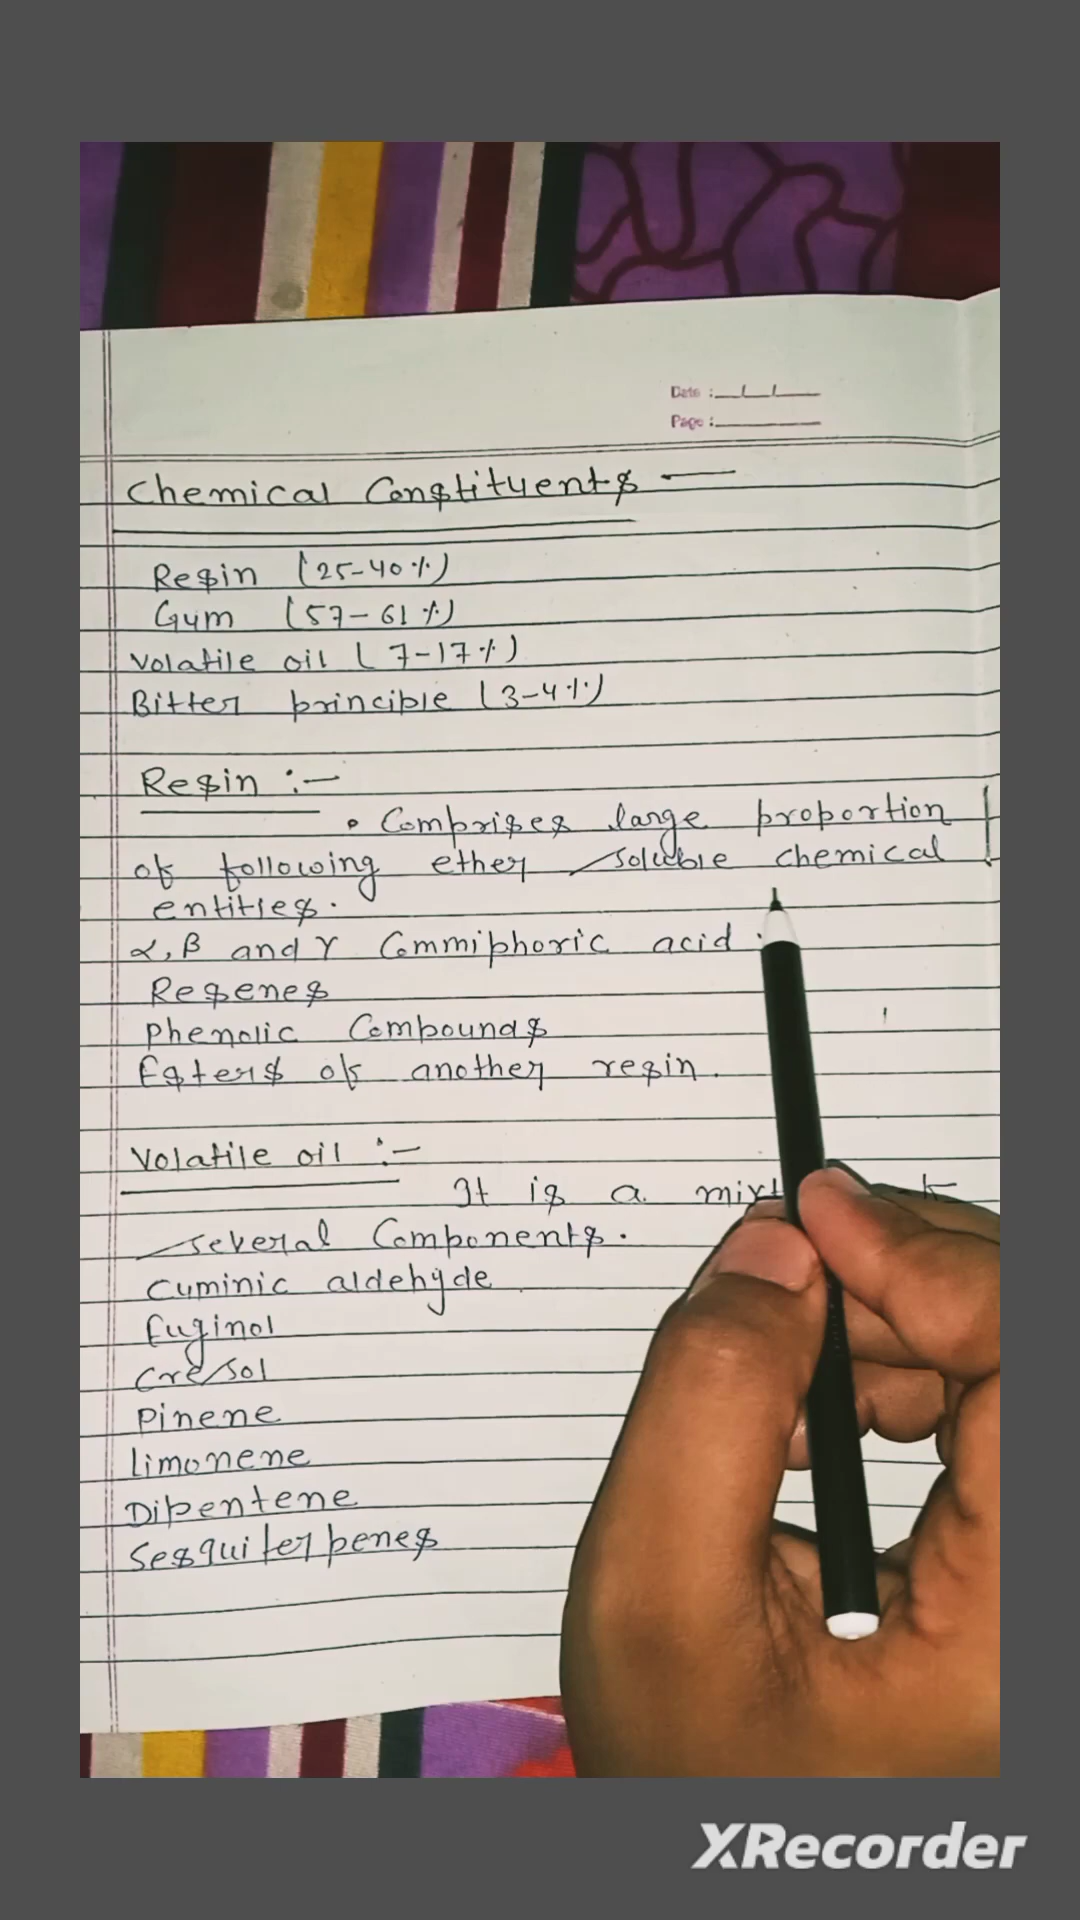 Date :
Page :
Chemical Constituents —
Resin (25-40%)
Gum (57-61%)
Volatile oil (7-17%)
Bitter principle (3-4%)
Resin :-
• Comprises large proportion
of following ether soluble chemical
entities.
α, β and γ Commiphoric acid.
Resenes
Phenolic Compounds
Esters of another resin.
Volatile oil :-
It is a
several Components.
Cuminic aldehyde
Euginol
Cresol
Pinene
limonene
Dipentene
Sesquiterpenes
XRecorder